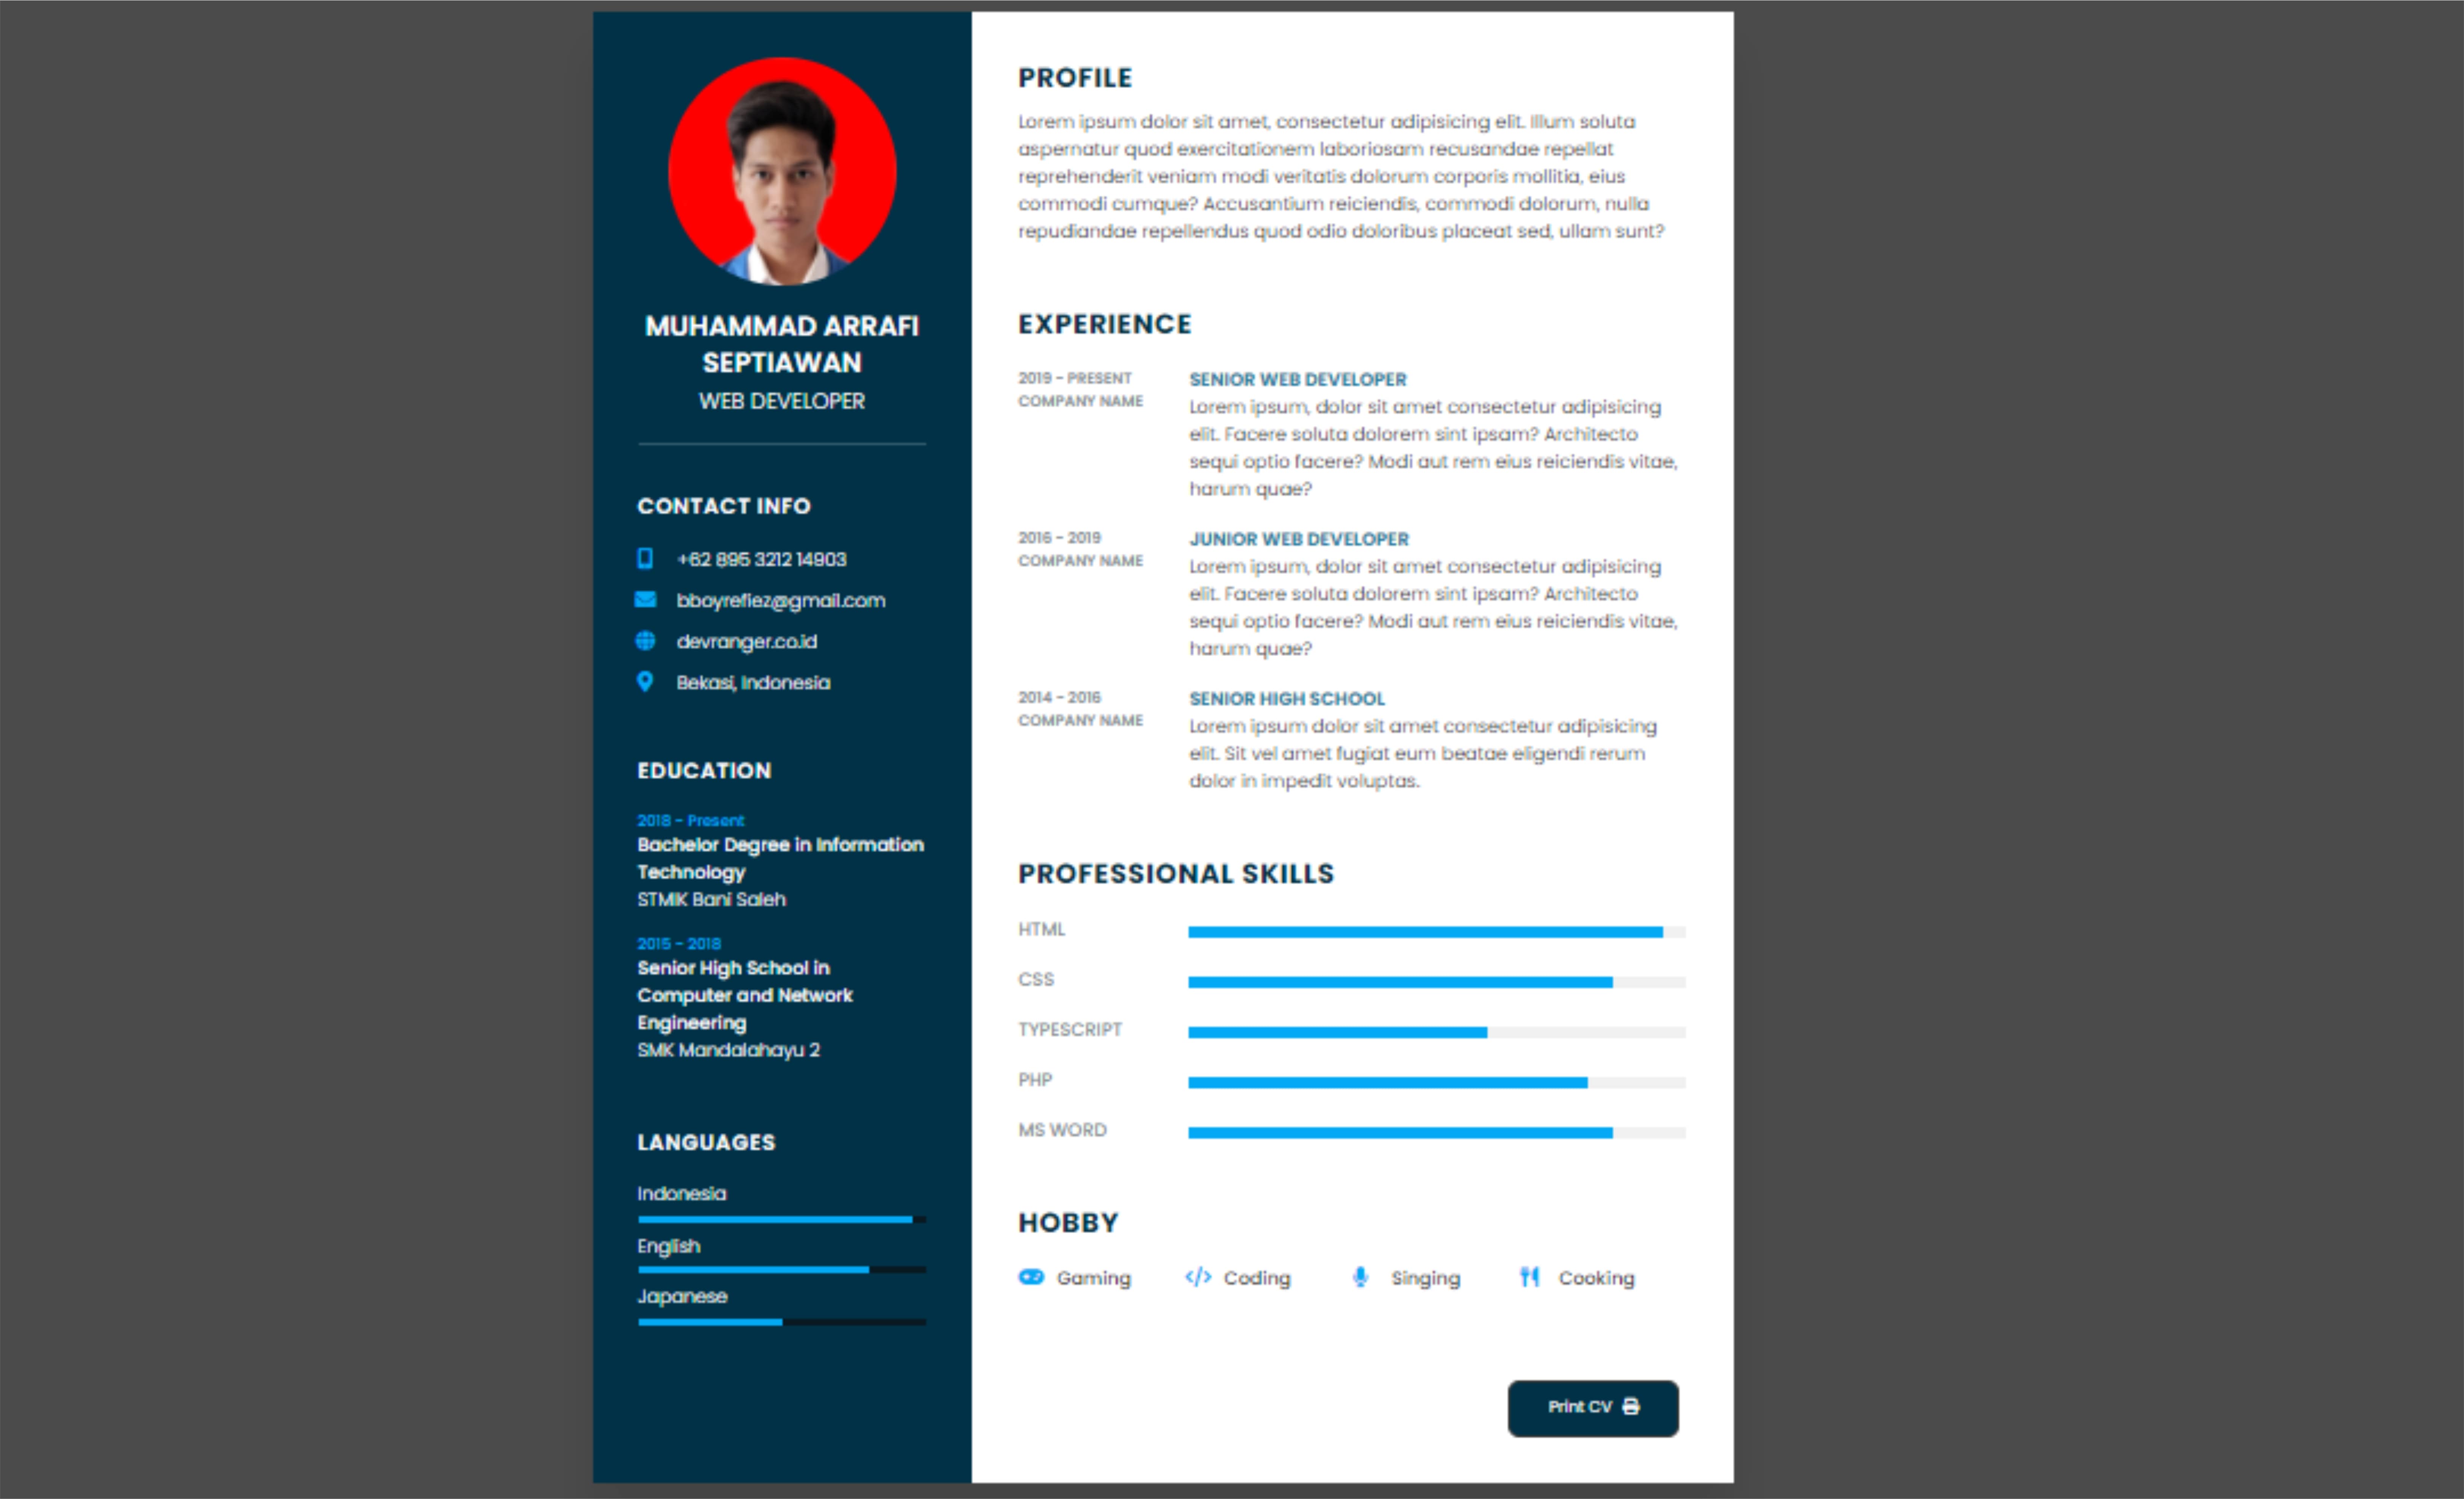 MUHAMMAD ARRAFI
SEPTIAWAN
WEB DEVELOPER
CONTACT INFO
+62 895 3212 14903
bboyrefiez@gmail.com
devranger.co.id
Bekasi, Indonesia
EDUCATION
2018 - Present
Bachelor Degree in Information
Technology
STMIK Bani Saleh
2015 - 2018
Senior High School in
Computer and Network
Engineering
SMK Mandalahayu 2
LANGUAGES
Indonesia
English
Japanese
PROFILE
Lorem ipsum dolor sit amet, consectetur adipisicing elit. Illum soluta
aspernatur quod exercitationem laboriosam recusandae repellat
reprehenderit veniam modi veritatis dolorum corporis mollitia, eius
commodi cumque? Accusantium reiciendis, commodi dolorum, nulla
repudiandae repellendus quod odio doloribus placeat sed, ullam sunt?
EXPERIENCE
2019 - PRESENT
COMPANY NAME
SENIOR WEB DEVELOPER
Lorem ipsum, dolor sit amet consectetur adipisicing
elit. Facere soluta dolorem sint ipsam? Architecto
sequi optio facere? Modi aut rem eius reiciendis vitae,
harum quae?
2016 - 2019
COMPANY NAME
JUNIOR WEB DEVELOPER
Lorem ipsum, dolor sit amet consectetur adipisicing
elit. Facere soluta dolorem sint ipsam? Architecto
sequi optio facere? Modi aut rem eius reiciendis vitae,
harum quae?
2014 - 2016
COMPANY NAME
SENIOR HIGH SCHOOL
Lorem ipsum dolor sit amet consectetur adipisicing
elit. Sit vel amet fugiat eum beatae eligendi rerum
dolor in impedit voluptas.
PROFESSIONAL SKILLS
HTML
CSS
TYPESCRIPT
PHP
MS WORD
HOBBY
Gaming Coding Singing Cooking
Print CV